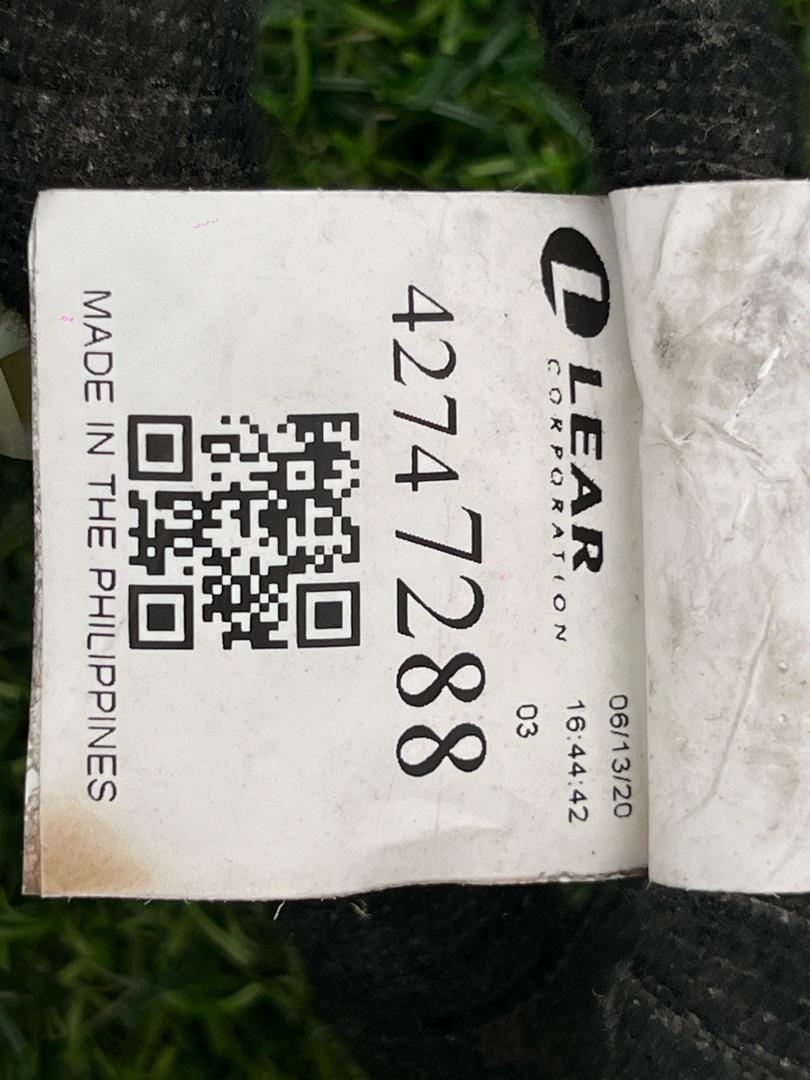 LEAR
CORPORATION
06/13/20
16:44:42
03
42747288
MADE IN THE PHILIPPINES